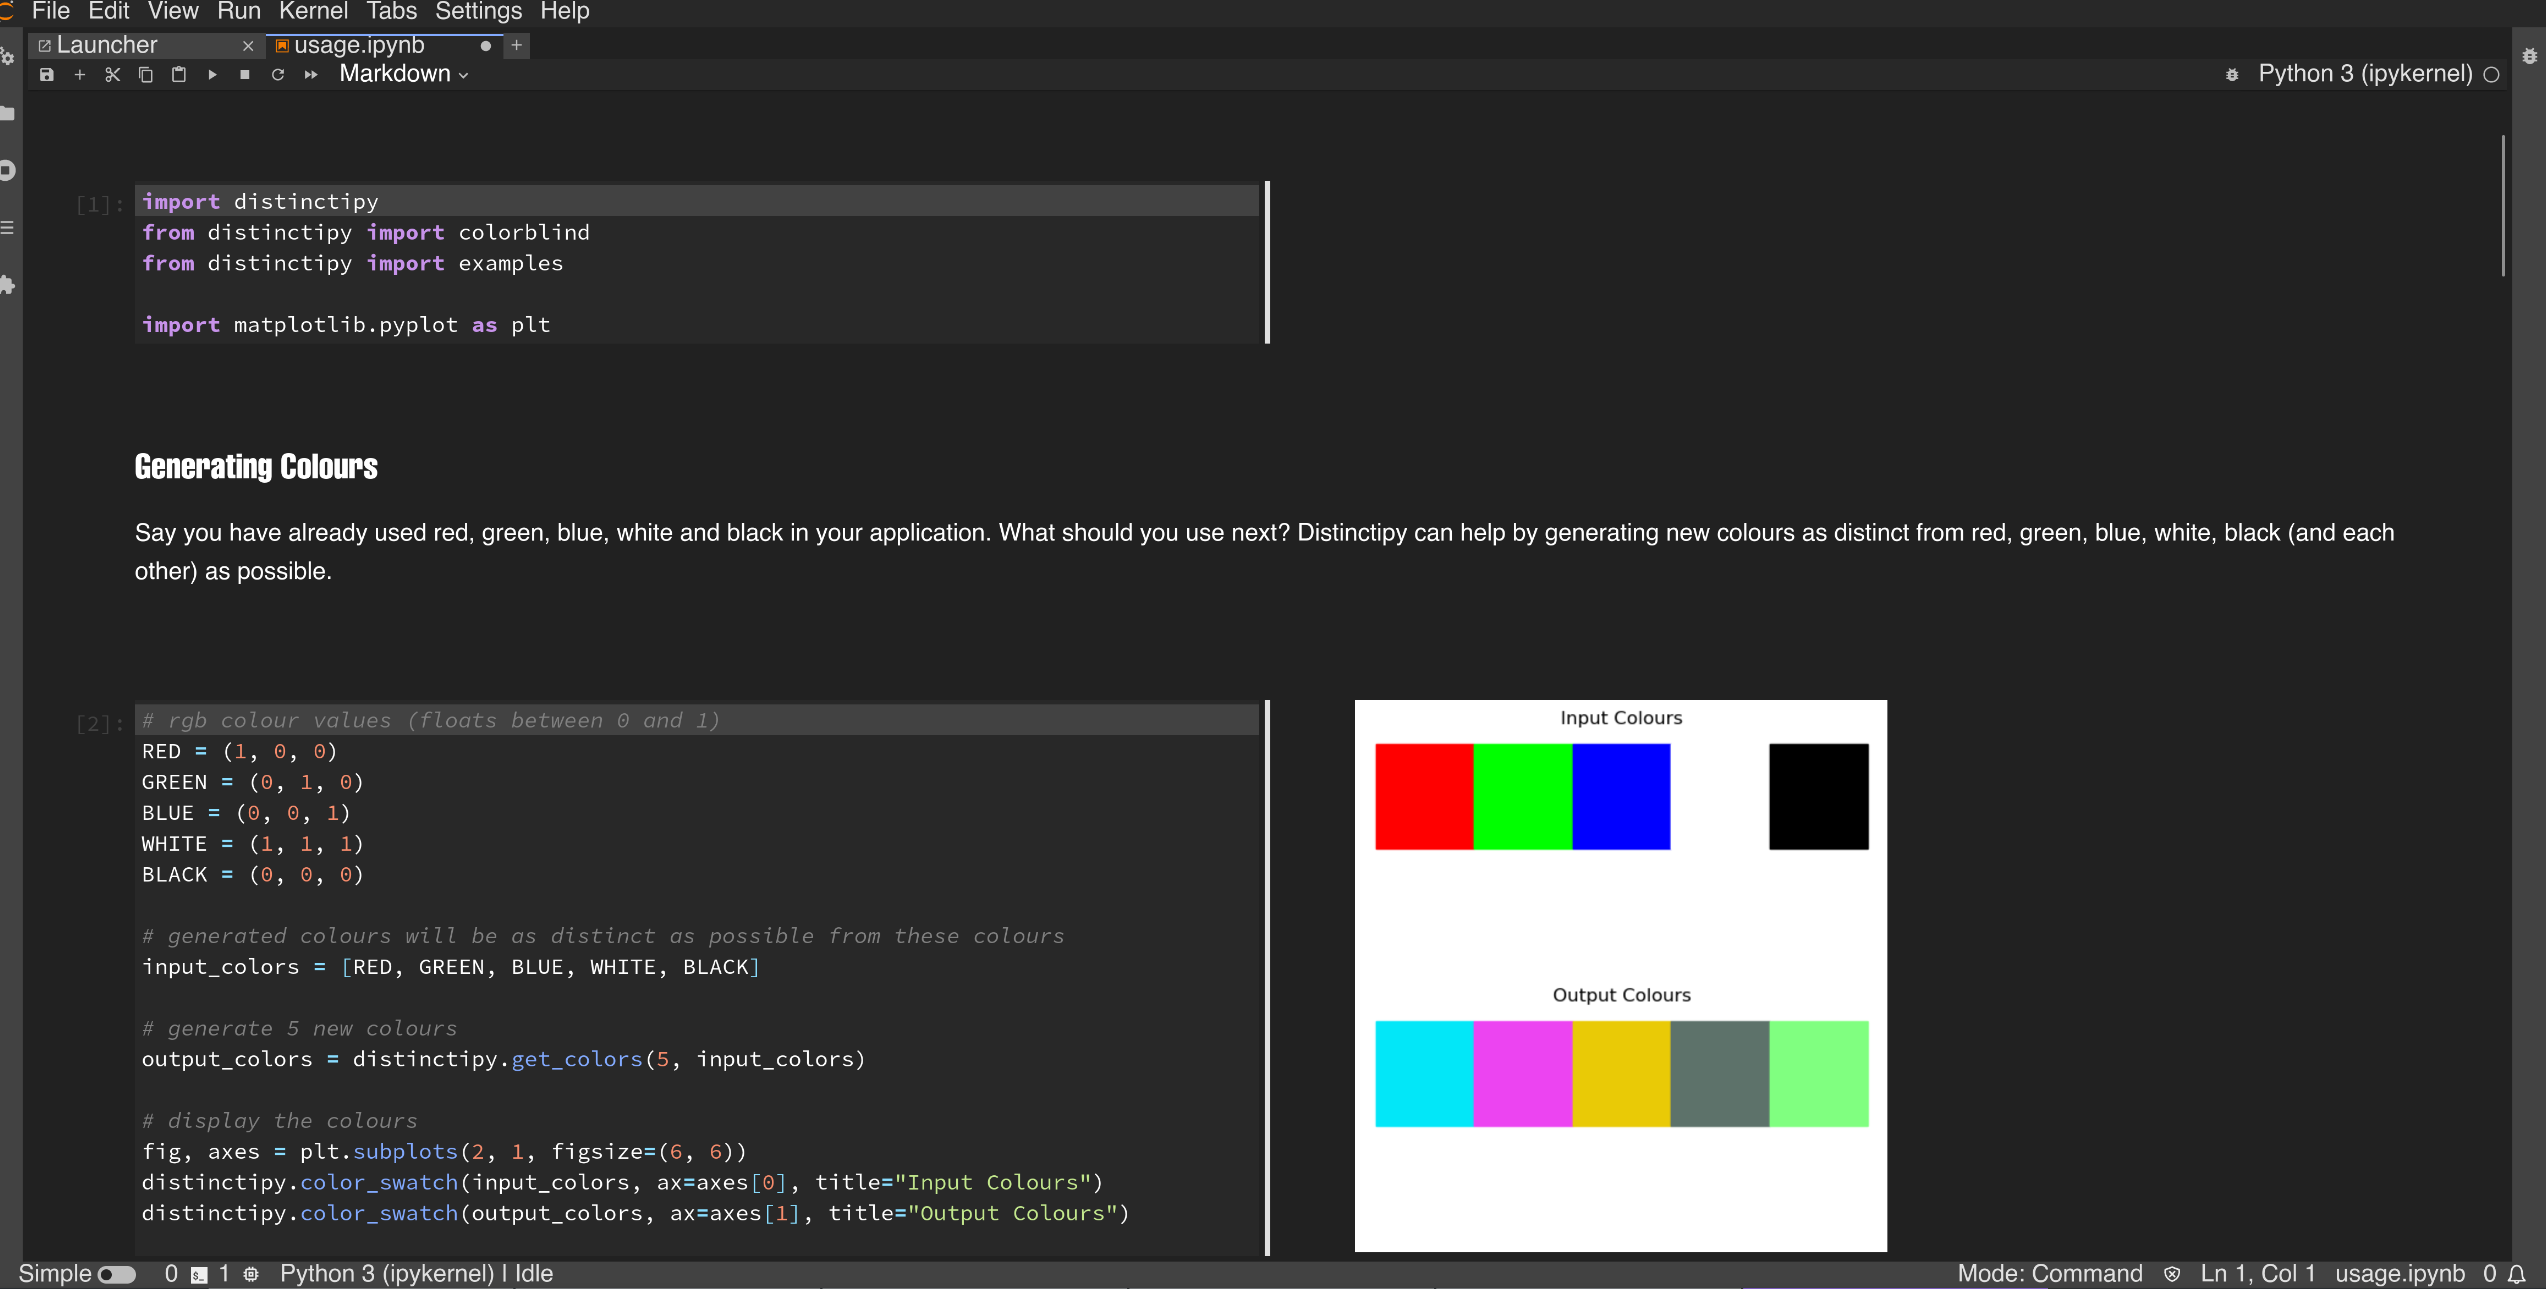 File Edit View Run Kernel Tabs Settings Help
Launcher
usage.ipynb
Markdown
Python 3 (ipykernel)
[1]:
import distinctipy
from distinctipy import colorblind
from distinctipy import examples
import matplotlib.pyplot as plt
Generating Colours
Say you have already used red, green, blue, white and black in your application. What should you use next? Distinctipy can help by generating new colours as distinct from red, green, blue, white, black (and each
other) as possible.
[2]:
# rgb colour values (floats between 0 and 1)
RED = (1, 0, 0)
GREEN = (0, 1, 0)
BLUE = (0, 0, 1)
WHITE = (1, 1, 1)
BLACK = (0, 0, 0)
# generated colours will be as distinct as possible from these colours
input_colors = [RED, GREEN, BLUE, WHITE, BLACK]
# generate 5 new colours
output_colors = distinctipy.get_colors(5, input_colors)
# display the colours
fig, axes = plt.subplots(2, 1, figsize=(6, 6))
distinctipy.color_swatch(input_colors, ax=axes[0], title="Input Colours")
distinctipy.color_swatch(output_colors, ax=axes[1], title="Output Colours")
Input Colours
Output Colours
Simple 0 1 Python 3 (ipykernel) | Idle
Mode: Command Ln 1, Col 1 usage.ipynb 0